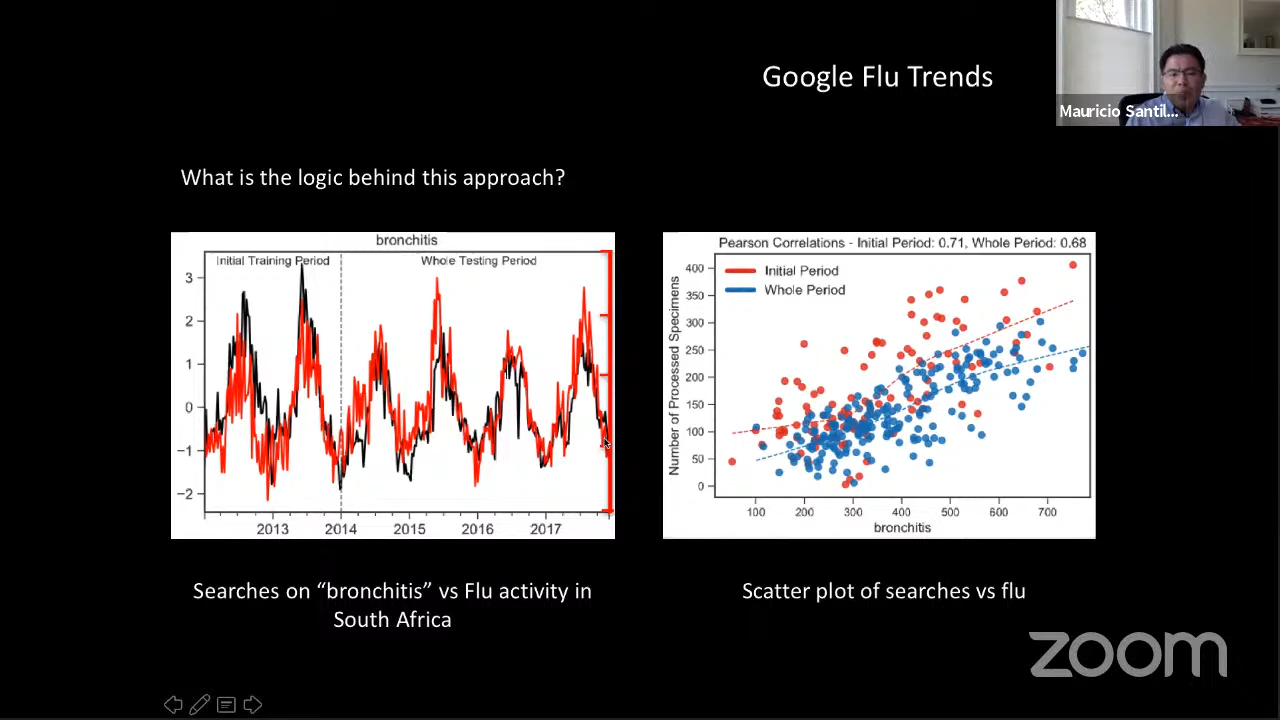 Google Flu Trends
Mauricio Santil...
What is the logic behind this approach?
bronchitis
Initial Training Period
Whole Testing Period
3
2
1
0
−1
−2
2013 2014 2015 2016 2017
Pearson Correlations - Initial Period: 0.71, Whole Period: 0.68
Initial Period
Whole Period
Number of Processed Specimens
400
350
300
250
200
150
100
50
0
100 200 300 400 500 600 700
bronchitis
Searches on “bronchitis” vs Flu activity in
South Africa
Scatter plot of searches vs flu
zoom